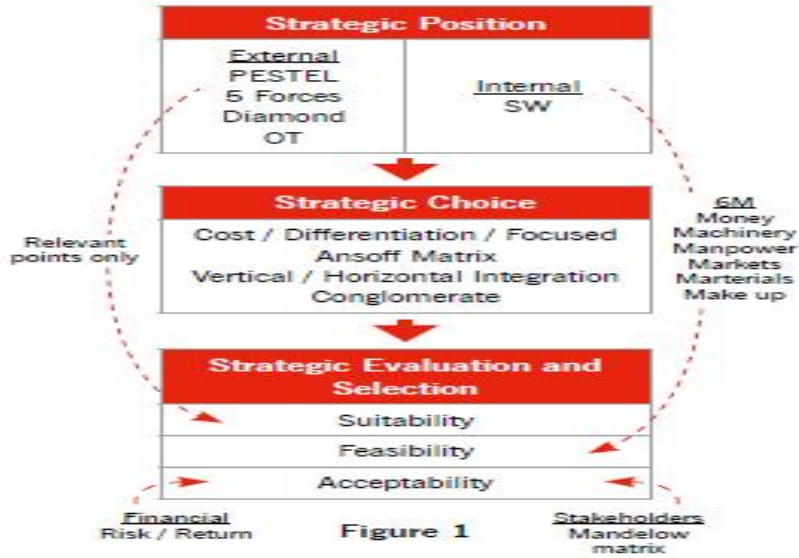 Strategic Position
External
PESTEL
5 Forces
Diamond
OT
Internal
SW
Strategic Choice
Cost / Differentiation / Focused
Ansoff Matrix
Vertical / Horizontal Integration
Conglomerate
Relevant
points only
6M
Money
Machinery
Manpower
Markets
Marterials
Make up
Strategic Evaluation and
Selection
Suitability
Feasibility
Acceptability
Financial
Risk / Return
Figure 1
Stakeholders
Mandelow
matrix